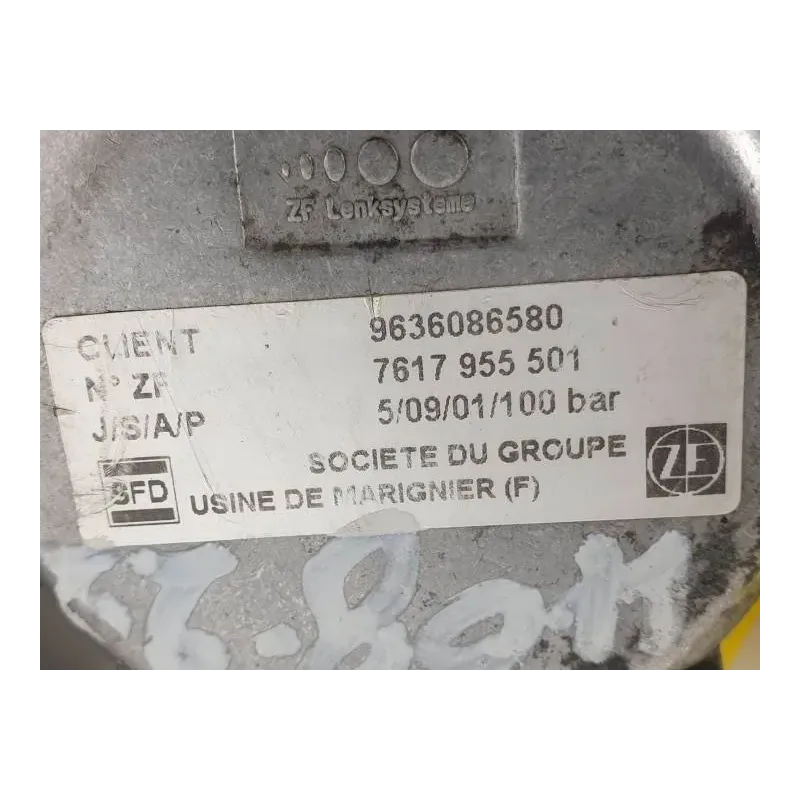 ZF Lenksysteme
CLIENT 9636086580
N° ZF 7617 955 501
J/S/A/P 5/09/01/100 bar
SOCIETE DU GROUPE ZF
SFD USINE DE MARIGNIER (F)